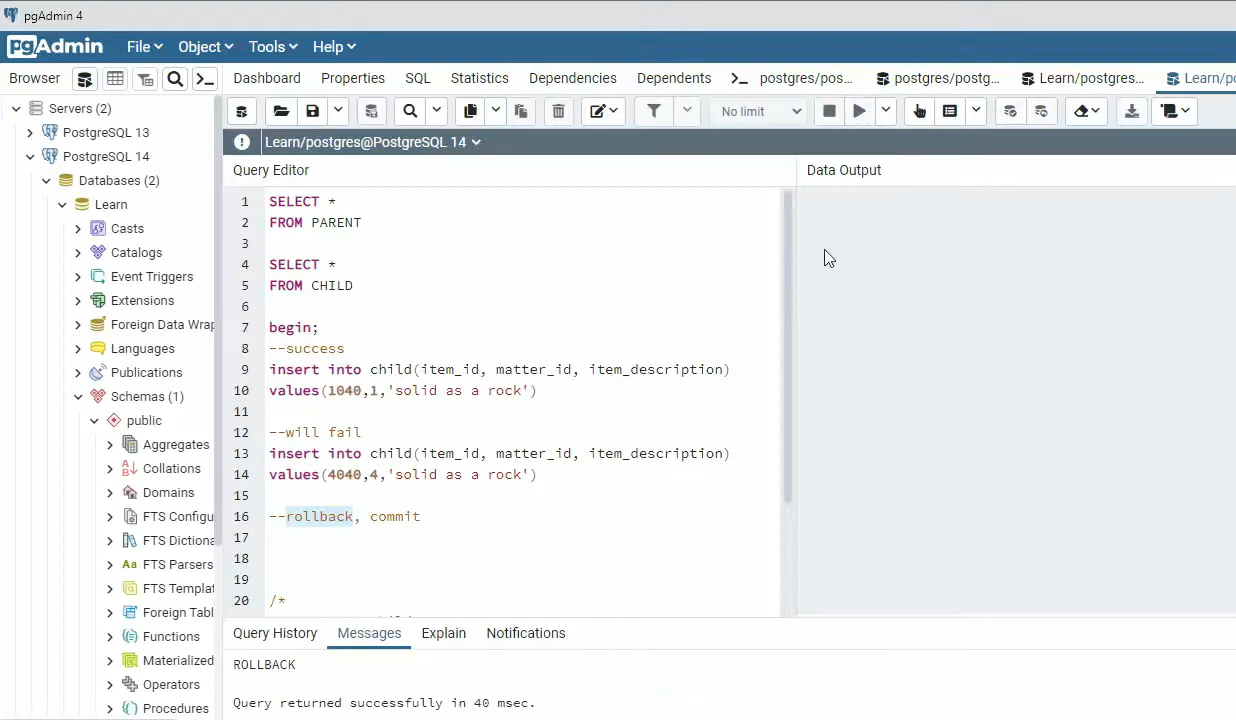 pgAdmin 4
pgAdmin File Object Tools Help
Browser Dashboard Properties SQL Statistics Dependencies Dependents postgres/pos... postgres/postg... Learn/postgres... Learn/po
No limit
Servers (2)
PostgreSQL 13
PostgreSQL 14
Databases (2)
Learn
Casts
Catalogs
Event Triggers
Extensions
Foreign Data Wrap
Languages
Publications
Schemas (1)
public
Aggregates
Collations
Domains
FTS Configu
FTS Dictiona
FTS Parsers
FTS Templat
Foreign Tabl
Functions
Materialized
Operators
Procedures
Learn/postgres@PostgreSQL 14
Query Editor
Data Output
1 SELECT *
2 FROM PARENT
3
4 SELECT *
5 FROM CHILD
6
7 begin;
8 --success
9 insert into child(item_id, matter_id, item_description)
10 values(1040,1,'solid as a rock')
11
12 --will fail
13 insert into child(item_id, matter_id, item_description)
14 values(4040,4,'solid as a rock')
15
16 --rollback, commit
17
18
19
20 /*
Query History Messages Explain Notifications
ROLLBACK
Query returned successfully in 40 msec.